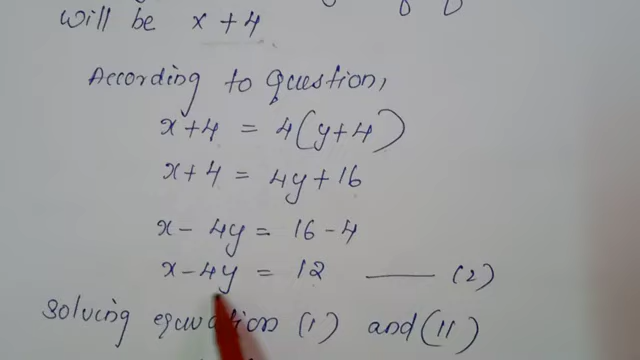 will be x + 4
According to question,
x + 4 = 4(y + 4)
x + 4 = 4y + 16
x - 4y = 16 - 4
x - 4y = 12 —— (2)
Solving equation (1) and (11)